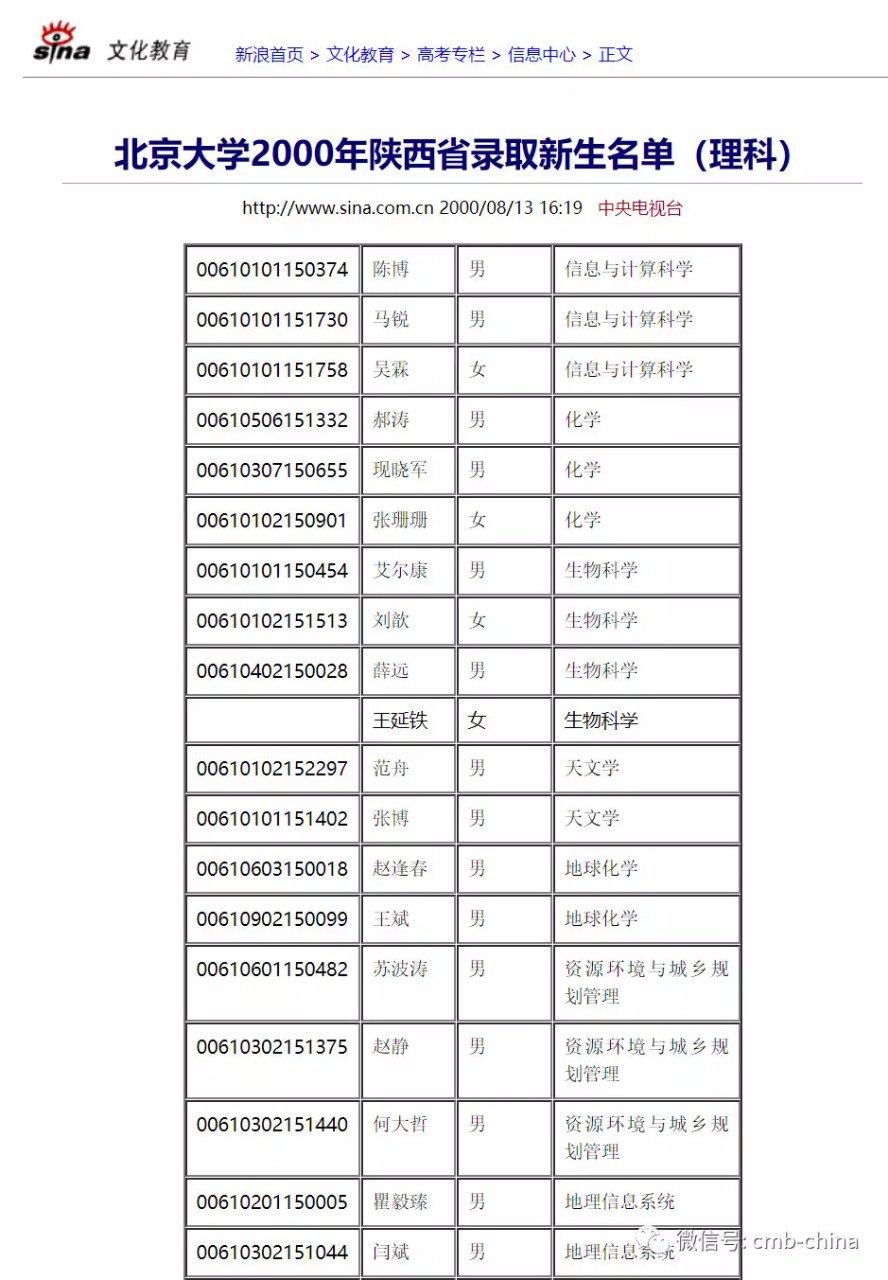 sina 文化教育
新浪首页 > 文化教育 > 高考专栏 > 信息中心 > 正文
北京大学2000年陕西省录取新生名单（理科）
http://www.sina.com.cn 2000/08/13 16:19 中央电视台
00610101150374 陈博 男 信息与计算科学
00610101151730 马锐 男 信息与计算科学
00610101151758 吴霖 女 信息与计算科学
00610506151332 郝涛 男 化学
00610307150655 现晓军 男 化学
00610102150901 张珊珊 女 化学
00610101150454 艾尔康 男 生物科学
00610102151513 刘歆 女 生物科学
00610402150028 薛远 男 生物科学
王延铁 女 生物科学
00610102152297 范舟 男 天文学
00610101151402 张博 男 天文学
00610603150018 赵逢春 男 地球化学
00610902150099 王斌 男 地球化学
00610601150482 苏波涛 男 资源环境与城乡规
划管理
00610302151375 赵静 男 资源环境与城乡规
划管理
00610302151440 何大哲 男 资源环境与城乡规
划管理
00610201150005 瞿毅臻 男 地理信息系统
00610302151044 闫斌 男 地理信息系统
微信号: cmb-china